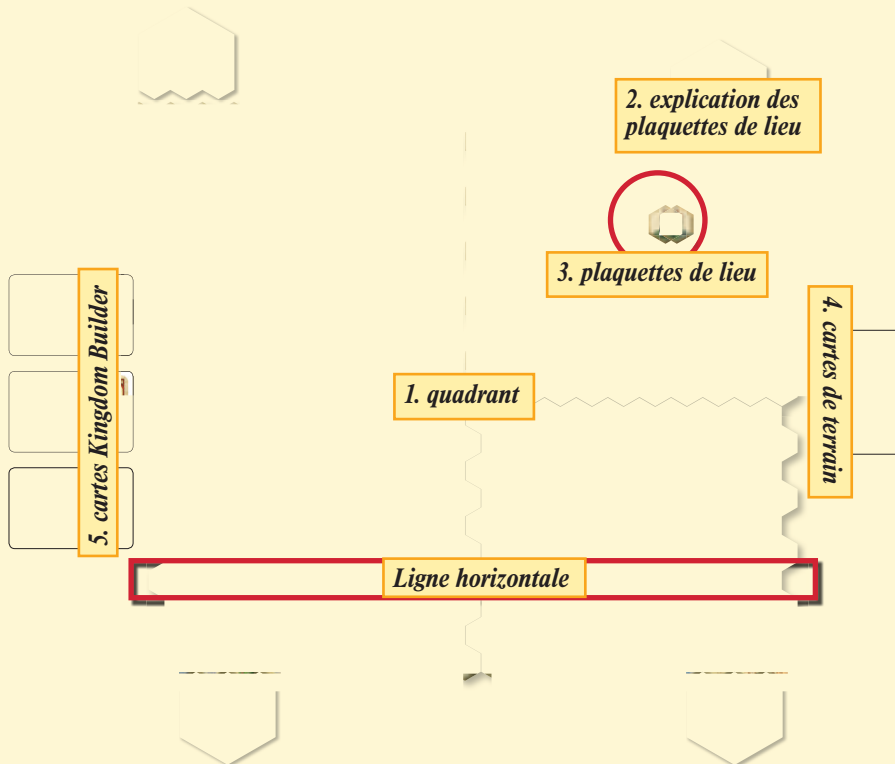 2. explication des
plaquettes de lieu
3. plaquettes de lieu
4. cartes de terrain
5. cartes Kingdom Builder
1. quadrant
Ligne horizontale